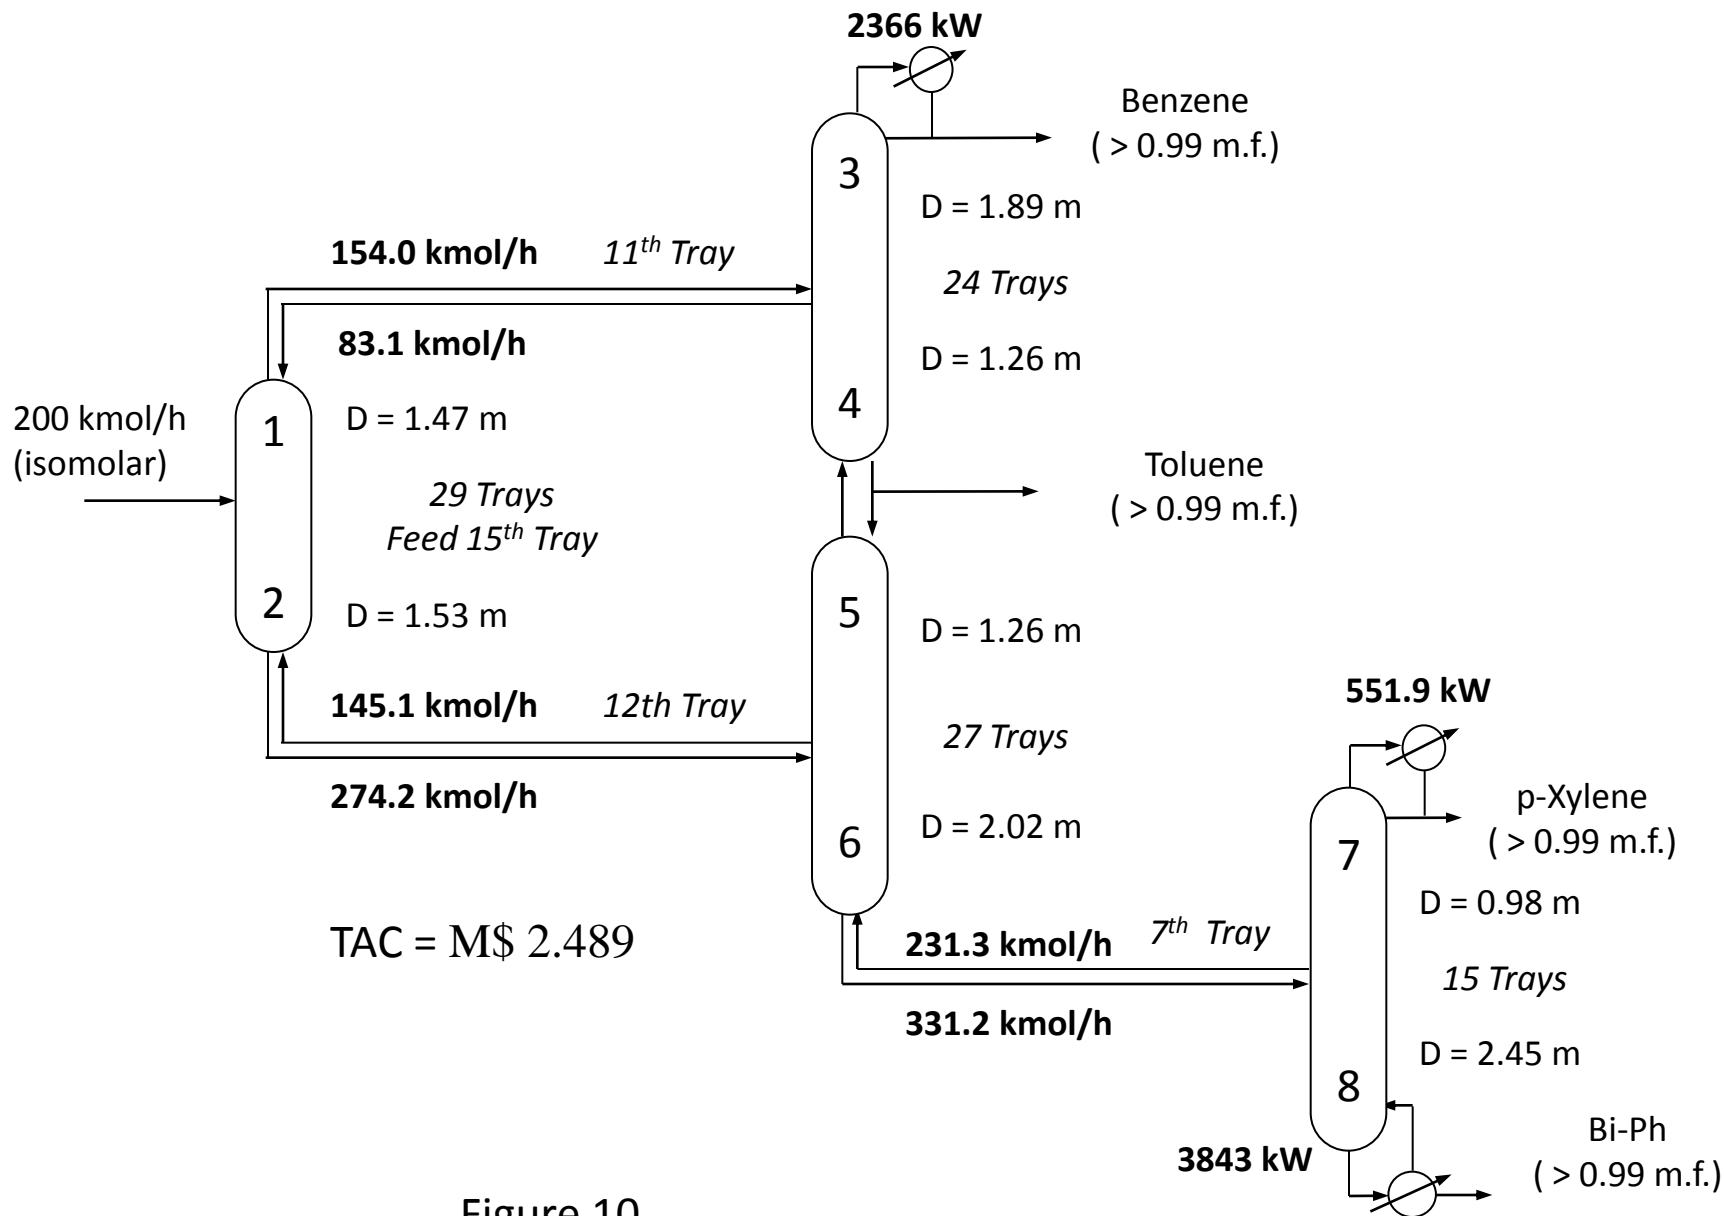 2366 kW
Benzene
( > 0.99 m.f.)
3
D = 1.89 m
154.0 kmol/h
11th Tray
24 Trays
83.1 kmol/h
D = 1.26 m
200 kmol/h
(isomolar)
1
D = 1.47 m
4
29 Trays
Feed 15th Tray
Toluene
( > 0.99 m.f.)
2
D = 1.53 m
5
D = 1.26 m
145.1 kmol/h
12th Tray
27 Trays
274.2 kmol/h
6
D = 2.02 m
551.9 kW
p-Xylene
( > 0.99 m.f.)
7
D = 0.98 m
TAC = M$ 2.489
231.3 kmol/h
7th Tray
15 Trays
331.2 kmol/h
D = 2.45 m
8
3843 kW
Bi-Ph
( > 0.99 m.f.)
Figure 10